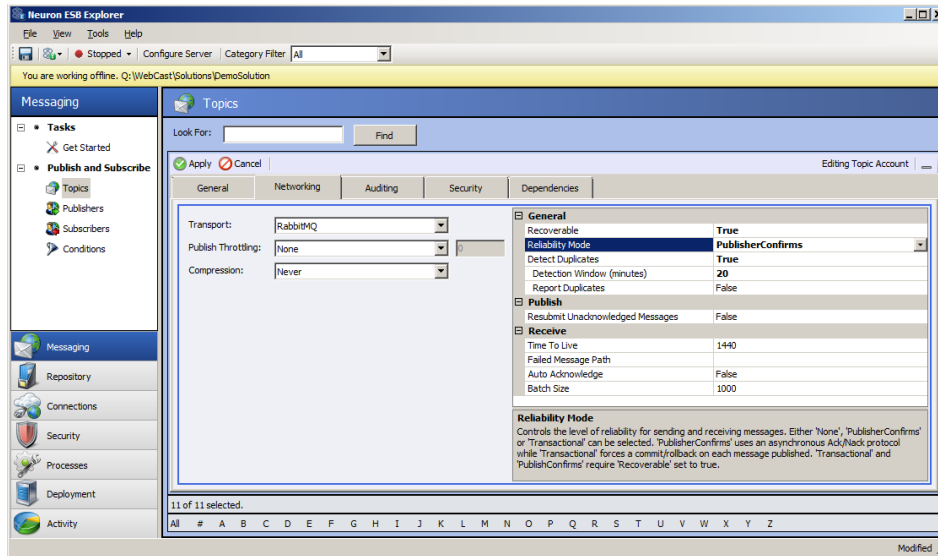 Neuron ESB Explorer
File View Tools Help
Stopped Configure Server Category Filter All
You are working offline. Q:\WebCast\Solutions\DemoSolution
Messaging
Tasks
Get Started
Publish and Subscribe
Topics
Publishers
Subscribers
Conditions
Messaging
Repository
Connections
Security
Processes
Deployment
Activity
Topics
Look For: Find
Apply Cancel Editing Topic Account
General Networking Auditing Security Dependencies
Transport: RabbitMQ
Publish Throttling: None 0
Compression: Never
General
Recoverable True
Reliability Mode PublisherConfirms
Detect Duplicates True
Detection Window (minutes) 20
Report Duplicates False
Publish
Resubmit Unacknowledged Messages False
Receive
Time To Live 1440
Failed Message Path
Auto Acknowledge False
Batch Size 1000
Reliability Mode
Controls the level of reliability for sending and receiving messages. Either 'None', 'PublisherConfirms'
or 'Transactional' can be selected. 'PublisherConfirms' uses an asynchronous Ack/Nack protocol
while 'Transactional' forces a commit/rollback on each message published. 'Transactional' and
'PublishConfirms' require 'Recoverable' set to true.
11 of 11 selected.
All # A B C D E F G H I J K L M N O P Q R S T U V W X Y Z
Modified